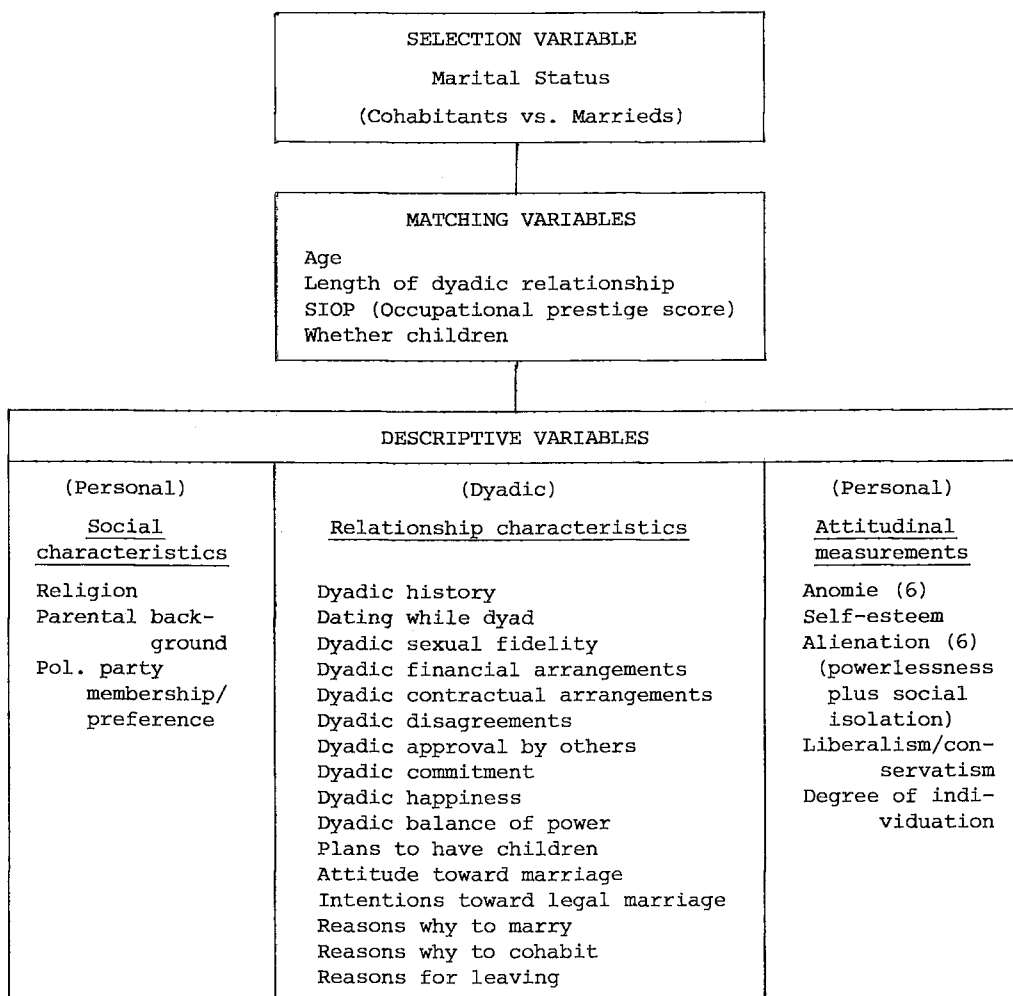 SELECTION VARIABLE
Marital Status
(Cohabitants vs. Marrieds)
MATCHING VARIABLES
Age
Length of dyadic relationship
SIOP (Occupational prestige score)
Whether children
DESCRIPTIVE VARIABLES
(Personal)
Social
characteristics
Religion
Parental back-
ground
Pol. party
membership/
preference
(Dyadic)
Relationship characteristics
Dyadic history
Dating while dyad
Dyadic sexual fidelity
Dyadic financial arrangements
Dyadic contractual arrangements
Dyadic disagreements
Dyadic approval by others
Dyadic commitment
Dyadic happiness
Dyadic balance of power
Plans to have children
Attitude toward marriage
Intentions toward legal marriage
Reasons why to marry
Reasons why to cohabit
Reasons for leaving
(Personal)
Attitudinal
measurements
Anomie (6)
Self-esteem
Alienation (6)
(powerlessness
plus social
isolation)
Liberalism/con-
servatism
Degree of indi-
viduation